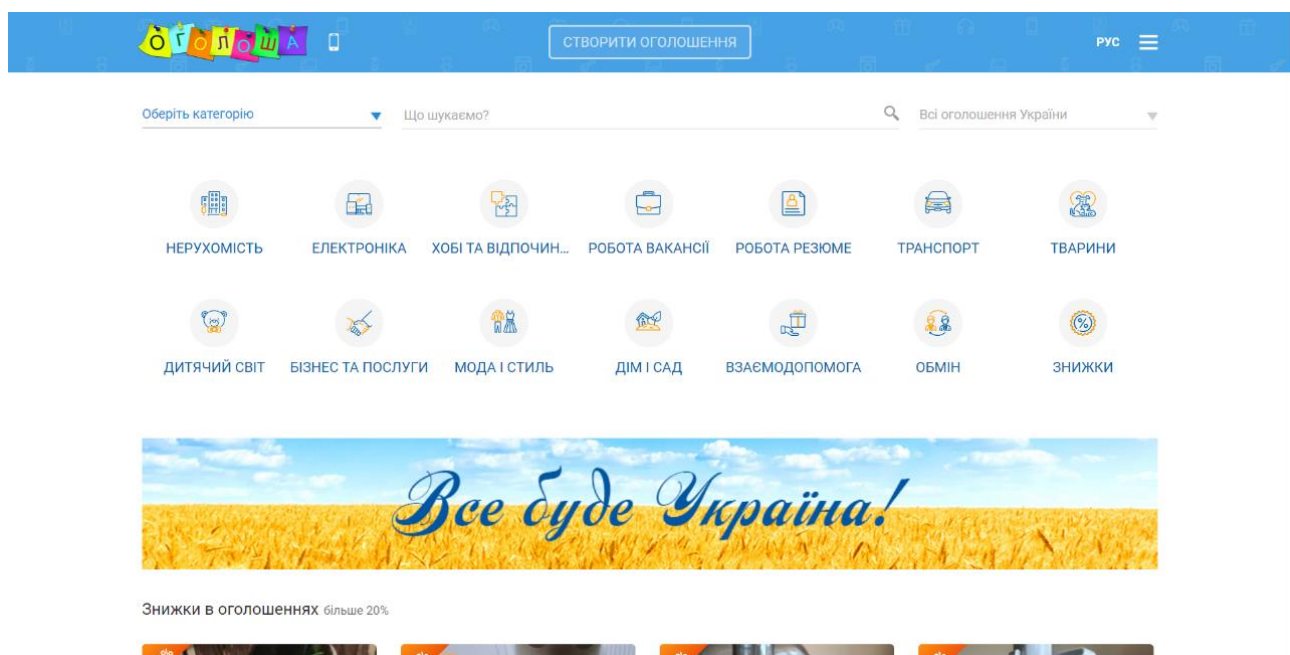 ОГОЛОША
СТВОРИТИ ОГОЛОШЕННЯ
РУС
Оберіть категорію
Що шукаємо?
Всі оголошення України
НЕРУХОМІСТЬ
ЕЛЕКТРОНІКА
ХОБІ ТА ВІДПОЧИН...
РОБОТА ВАКАНСІЇ
РОБОТА РЕЗЮМЕ
ТРАНСПОРТ
ТВАРИНИ
ДИТЯЧИЙ СВІТ
БІЗНЕС ТА ПОСЛУГИ
МОДА І СТИЛЬ
ДІМ І САД
ВЗАЄМОДОПОМОГА
ОБМІН
ЗНИЖКИ
Все буде Україна!
Знижки в оголошеннях більше 20%